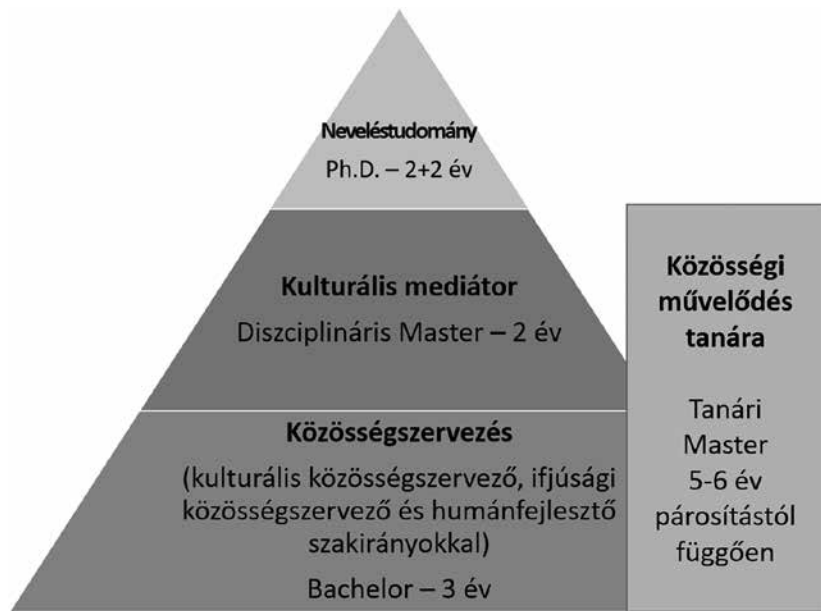 Neveléstudomány
Ph.D. – 2+2 év
Kulturális mediátor
Diszciplináris Master – 2 év
Közösségszervezés
(kulturális közösségszervező, ifjúsági
közösségszervező és humánfejlesztő
szakirányokkal)
Bachelor – 3 év
Közösségi
művelődés
tanára
Tanári
Master
5-6 év
párosítástól
függően